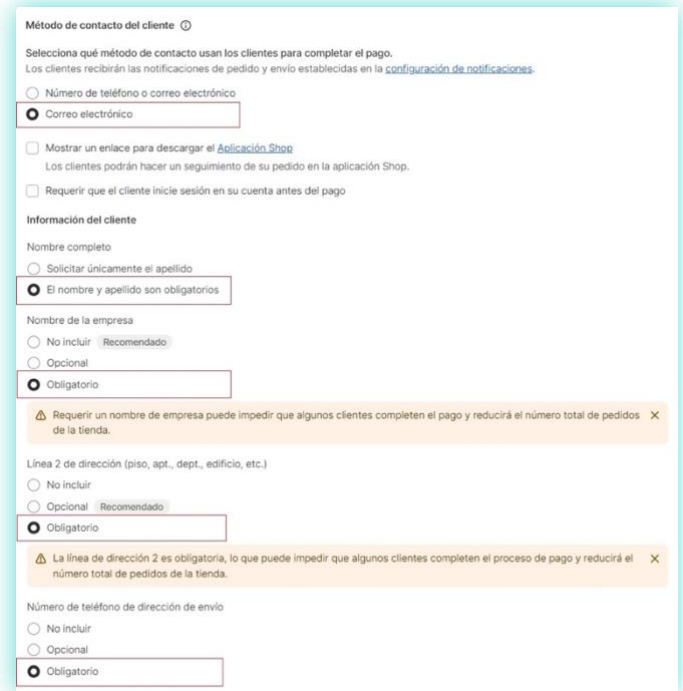 Método de contacto del cliente
Selecciona qué método de contacto usan los clientes para completar el pago.
Los clientes recibirán las notificaciones de pedido y envío establecidas en la configuración de notificaciones.
Número de teléfono o correo electrónico
Correo electrónico
Mostrar un enlace para descargar el Aplicación Shop
Los clientes podrán hacer un seguimiento de su pedido en la aplicación Shop.
Requerir que el cliente inicie sesión en su cuenta antes del pago
Información del cliente
Nombre completo
Solicitar únicamente el apellido
El nombre y apellido son obligatorios
Nombre de la empresa
No incluir Recomendado
Opcional
Obligatorio
Requerir un nombre de empresa puede impedir que algunos clientes completen el pago y reducirá el número total de pedidos
de la tienda.
Línea 2 de dirección (piso, apt., dept., edificio, etc.)
No incluir
Opcional Recomendado
Obligatorio
La línea de dirección 2 es obligatoria, lo que puede impedir que algunos clientes completen el proceso de pago y reducirá el
número total de pedidos de la tienda.
Número de teléfono de dirección de envío
No incluir
Opcional
Obligatorio